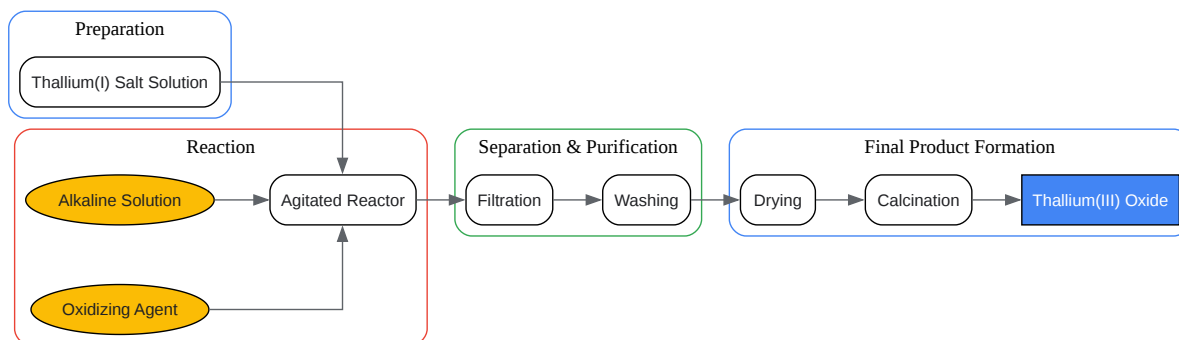 Preparation
Thallium(I) Salt Solution
Reaction
Alkaline Solution
Agitated Reactor
Oxidizing Agent
Separation & Purification
Filtration
Washing
Final Product Formation
Drying
Calcination
Thallium(III) Oxide